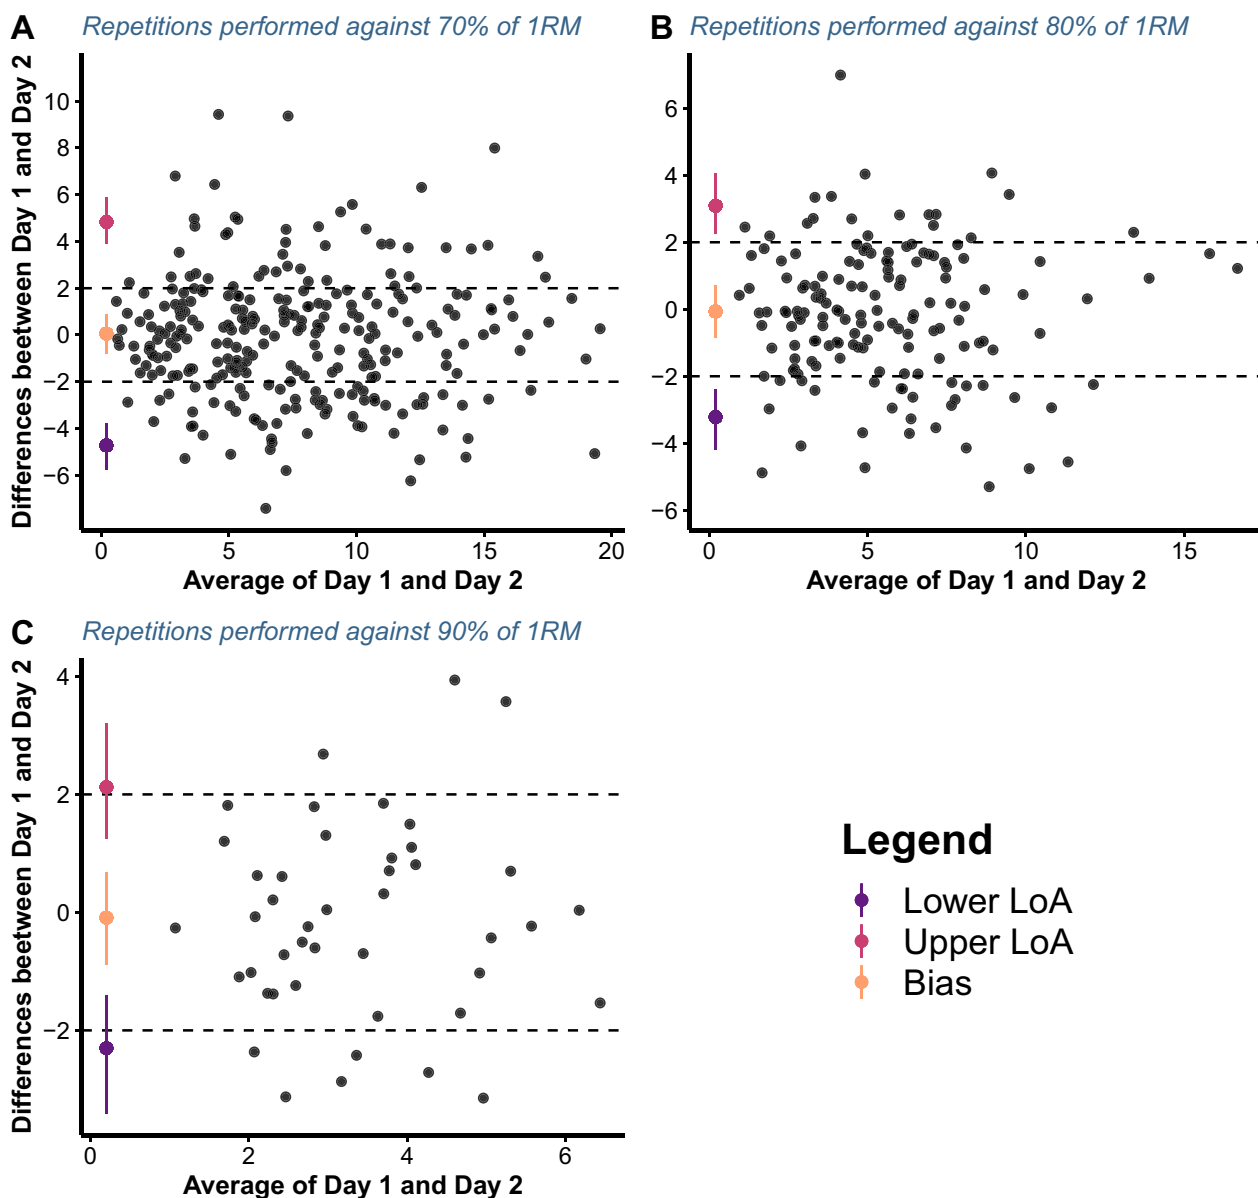 A Repetitions performed against 70% of 1RM
Differences beetween Day 1 and Day 2
10
8
6
4
2
0
−2
−4
−6
0 5 10 15 20
Average of Day 1 and Day 2
B Repetitions performed against 80% of 1RM
6
4
2
0
−2
−4
−6
0 5 10 15
Average of Day 1 and Day 2
C Repetitions performed against 90% of 1RM
Differences beetween Day 1 and Day 2
4
2
0
−2
0 2 4 6
Average of Day 1 and Day 2
Legend
Lower LoA
Upper LoA
Bias